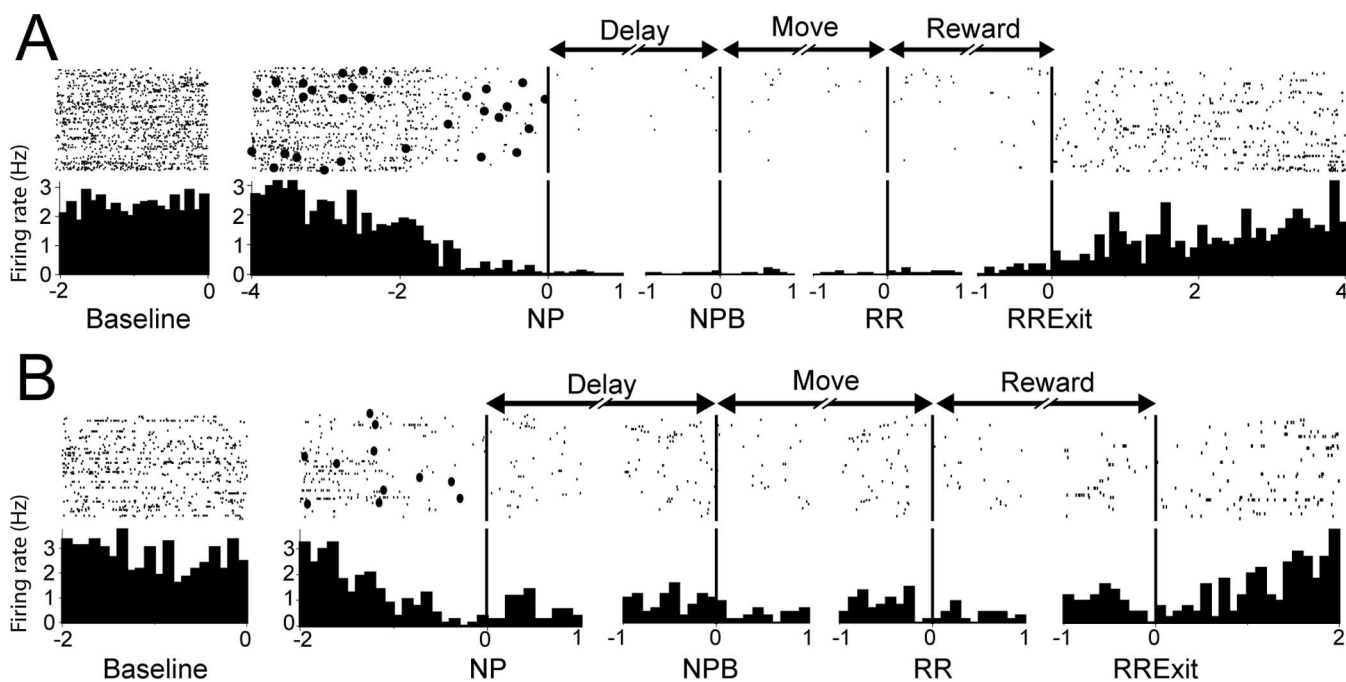 A
Delay Move Reward
Firing rate (Hz)
3
2
1
0
3
2
1
0
-2 0 -4 -2 0 1 -1 0 1 -1 0 1 -1 0 2 4
Baseline NP NPB RR RRExit
B
Delay Move Reward
Firing rate (Hz)
3
2
1
0
3
2
1
0
-2 0 -2 0 1 -1 0 1 -1 0 1 -1 0 2
Baseline NP NPB RR RRExit